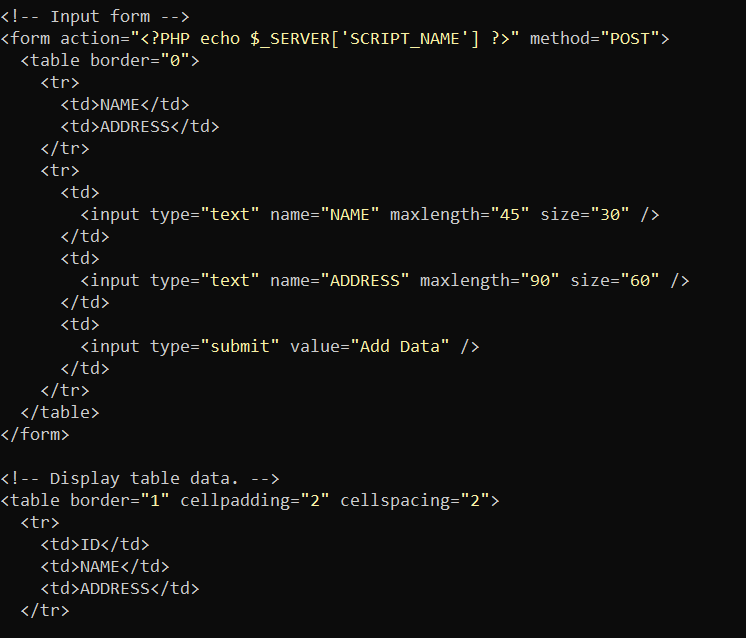 <!-- Input form -->
<form action="<?PHP echo $_SERVER['SCRIPT_NAME'] ?>" method="POST">
  <table border="0">
    <tr>
      <td>NAME</td>
      <td>ADDRESS</td>
    </tr>
    <tr>
      <td>
        <input type="text" name="NAME" maxlength="45" size="30" />
      </td>
      <td>
        <input type="text" name="ADDRESS" maxlength="90" size="60" />
      </td>
      <td>
        <input type="submit" value="Add Data" />
      </td>
    </tr>
  </table>
</form>

<!-- Display table data. -->
<table border="1" cellpadding="2" cellspacing="2">
  <tr>
    <td>ID</td>
    <td>NAME</td>
    <td>ADDRESS</td>
  </tr>